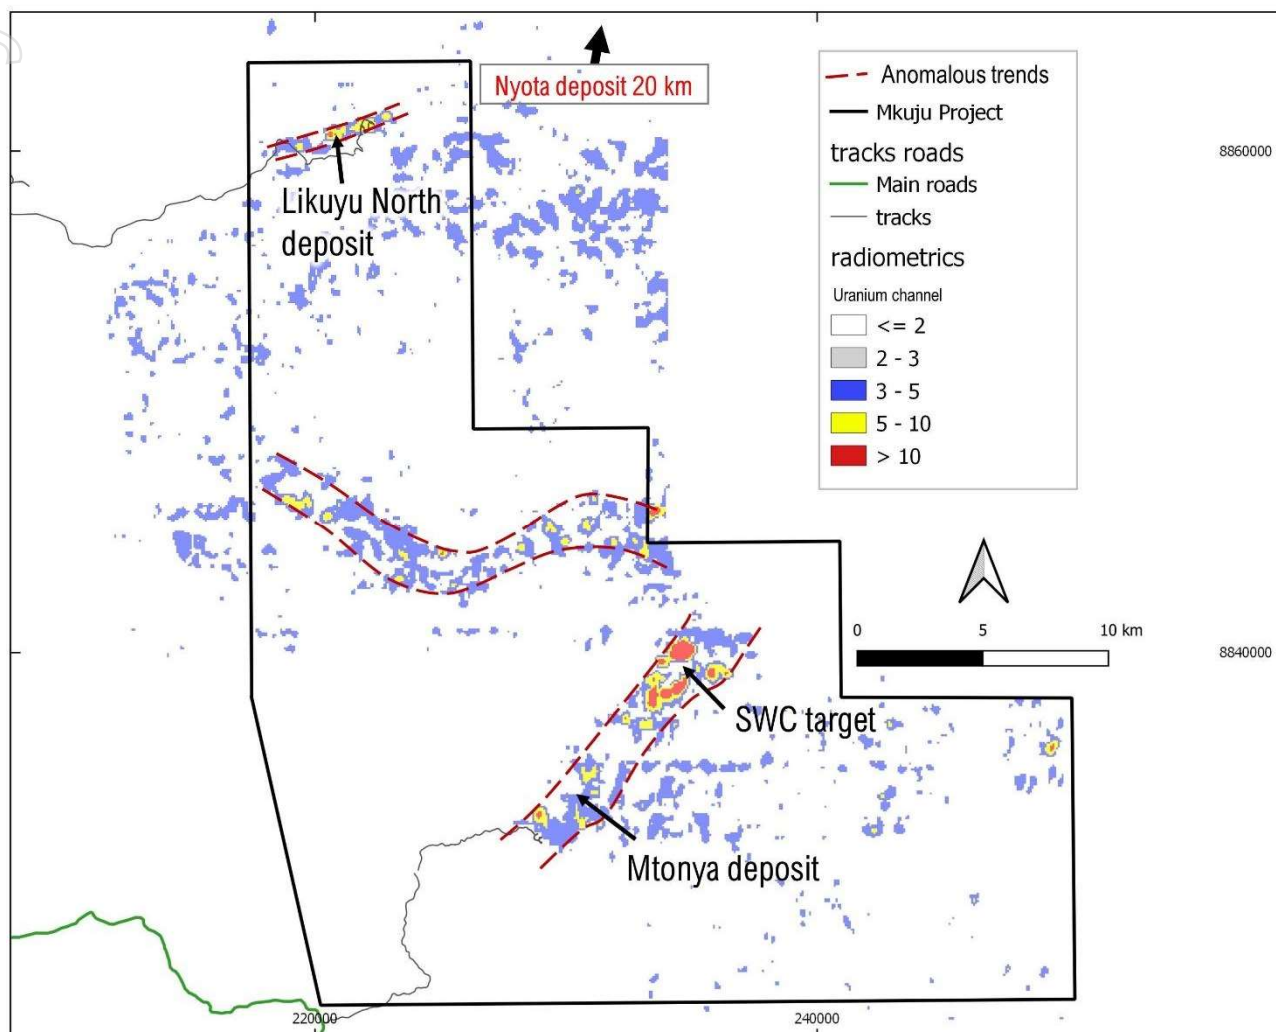 Nyota deposit 20 km
Anomalous trends
Mkuju Project
tracks roads
Main roads
tracks
radiometrics
Uranium channel
<= 2
2 - 3
3 - 5
5 - 10
> 10
8860000
Likuyu North
deposit
0 5 10 km
8840000
SWC target
Mtonya deposit
220000 240000